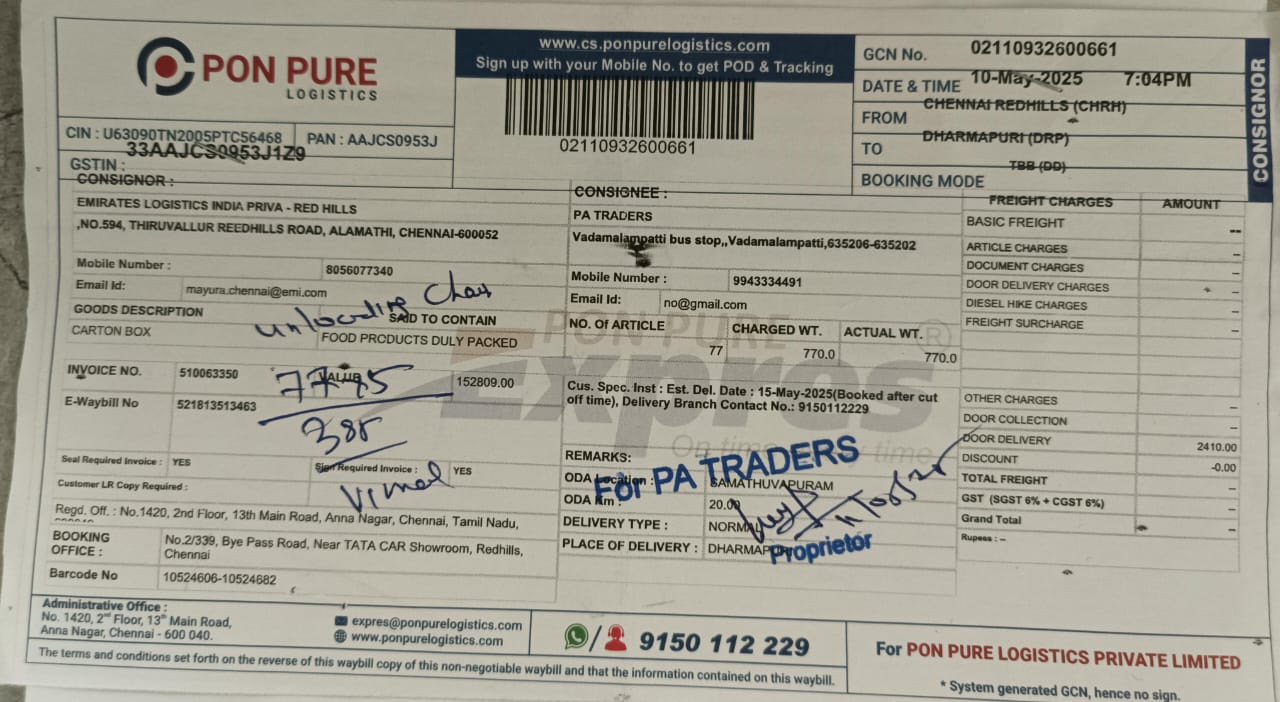 PON PURE
LOGISTICS
www.cs.ponpurelogistics.com
Sign up with your Mobile No. to get POD & Tracking
02110932600661
GCN No. 02110932600661
DATE & TIME 10-May-2025 7:04PM
FROM CHENNAI REDHILLS (CHRH)
TO DHARMAPURI (DRP)
BOOKING MODE TBB (DD)
CONSIGNOR
CIN : U63090TN2005PTC56468 PAN : AAJCS0953J
GSTIN : 33AAJCS0953J1Z9
CONSIGNOR :
EMIRATES LOGISTICS INDIA PRIVA - RED HILLS
,NO.594, THIRUVALLUR REEDHILLS ROAD, ALAMATHI, CHENNAI-600052
Mobile Number : 8056077340
Email Id: mayura.chennai@emi.com
GOODS DESCRIPTION SAID TO CONTAIN
CARTON BOX FOOD PRODUCTS DULY PACKED
unloading
INVOICE NO. 510063350 VALUE 152809.00
E-Waybill No 521813513463
385
Seal Required Invoice : YES Sign Required Invoice : YES
Customer LR Copy Required :
Vimal
Regd. Off. : No.1420, 2nd Floor, 13th Main Road, Anna Nagar, Chennai, Tamil Nadu,
BOOKING OFFICE : No.2/339, Bye Pass Road, Near TATA CAR Showroom, Redhills,
Chennai
Barcode No 10524606-10524682
CONSIGNEE :
PA TRADERS
Vadamalampatti bus stop,,Vadamalampatti,635206-635202
Mobile Number : 9943334491
Email Id: no@gmail.com
NO. OF ARTICLE CHARGED WT. ACTUAL WT.
77 770.0 770.0
PON PURE
Expres
®
Cus. Spec. Inst : Est. Del. Date : 15-May-2025(Booked after cut
off time), Delivery Branch Contact No.: 9150112229
REMARKS:
ODA Location : SAMATHUVAPURAM
ODA Km : 20.00
DELIVERY TYPE : NORMAL
PLACE OF DELIVERY : DHARMAPURI
For PA TRADERS
Proprietor
FREIGHT CHARGES AMOUNT
BASIC FREIGHT --
ARTICLE CHARGES –
DOCUMENT CHARGES –
DOOR DELIVERY CHARGES –
DIESEL HIKE CHARGES –
FREIGHT SURCHARGE –
OTHER CHARGES –
DOOR COLLECTION –
DOOR DELIVERY 2410.00
DISCOUNT -0.00
TOTAL FREIGHT –
GST (SGST 6% + CGST 6%) –
Grand Total –
Rupess : –
Administrative Office :
No. 1420, 2nd Floor, 13th Main Road,
Anna Nagar, Chennai - 600 040.
expres@ponpurelogistics.com
www.ponpurelogistics.com
9150 112 229
For PON PURE LOGISTICS PRIVATE LIMITED
* System generated GCN, hence no sign.
The terms and conditions set forth on the reverse of this waybill copy of this non-negotiable waybill and that the information contained on this waybill.